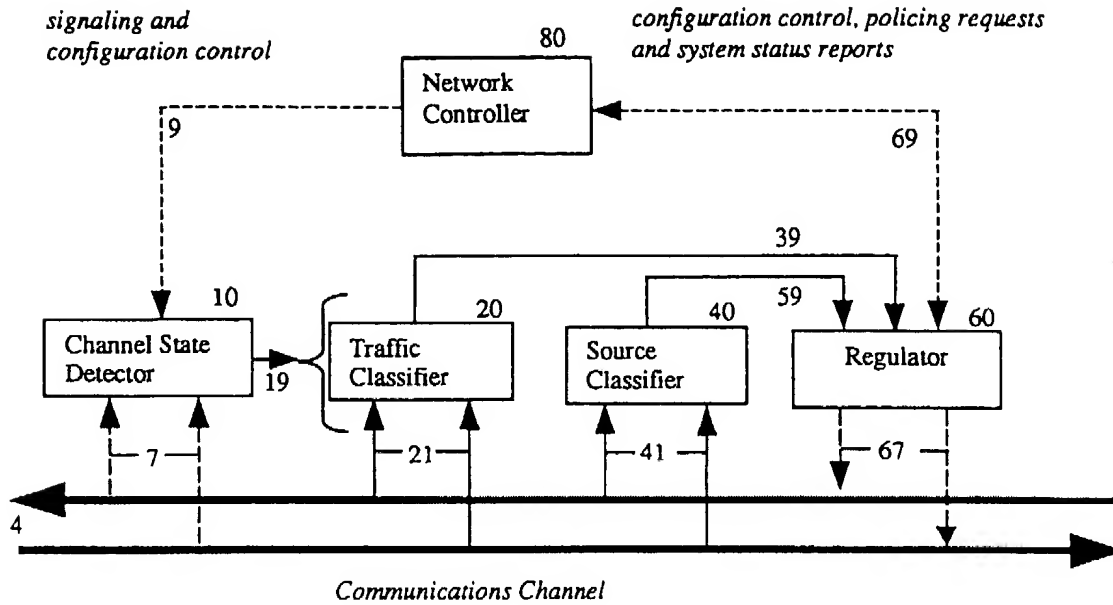 signaling and
configuration control
configuration control, policing requests
and system status reports
80
Network
Controller
9
69
39
10
20
59
40
60
Channel State
Detector
19
Traffic
Classifier
Source
Classifier
Regulator
7
21
41
67
4
Communications Channel